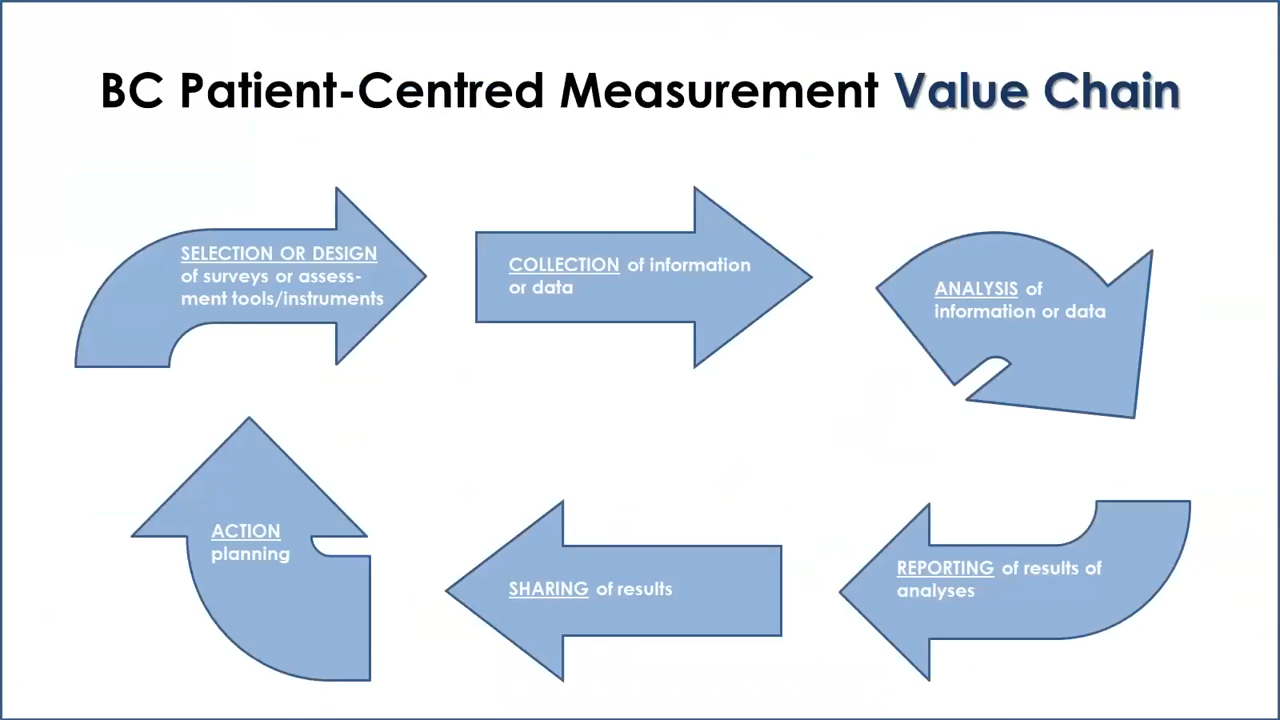 BC Patient-Centred Measurement Value Chain
SELECTION OR DESIGN
of surveys or assess-
ment tools/instruments
COLLECTION of information
or data
ANALYSIS of
information or data
REPORTING of results of
analyses
SHARING of results
ACTION
planning